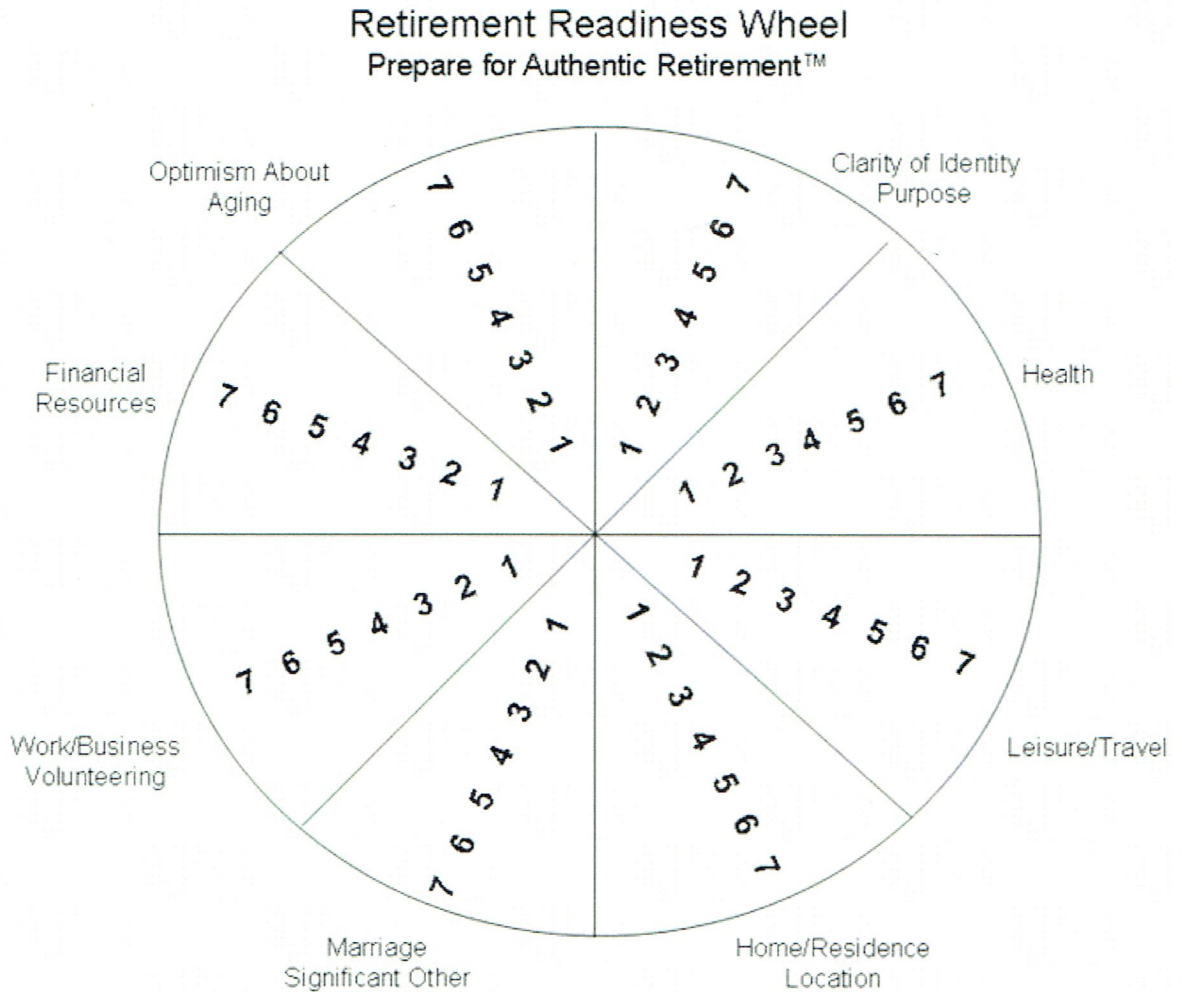 Retirement Readiness Wheel
Prepare for Authentic Retirement™
Optimism About
Aging
7 6 5 4 3 2 1
Clarity of Identity
Purpose
1 2 3 4 5 6 7
Health
1 2 3 4 5 6 7
Leisure/Travel
1 2 3 4 5 6 7
Home/Residence
Location
1 2 3 4 5 6 7
Marriage
Significant Other
1 2 3 4 5 6 7
Work/Business
Volunteering
7 6 5 4 3 2 1
Financial
Resources
7 6 5 4 3 2 1